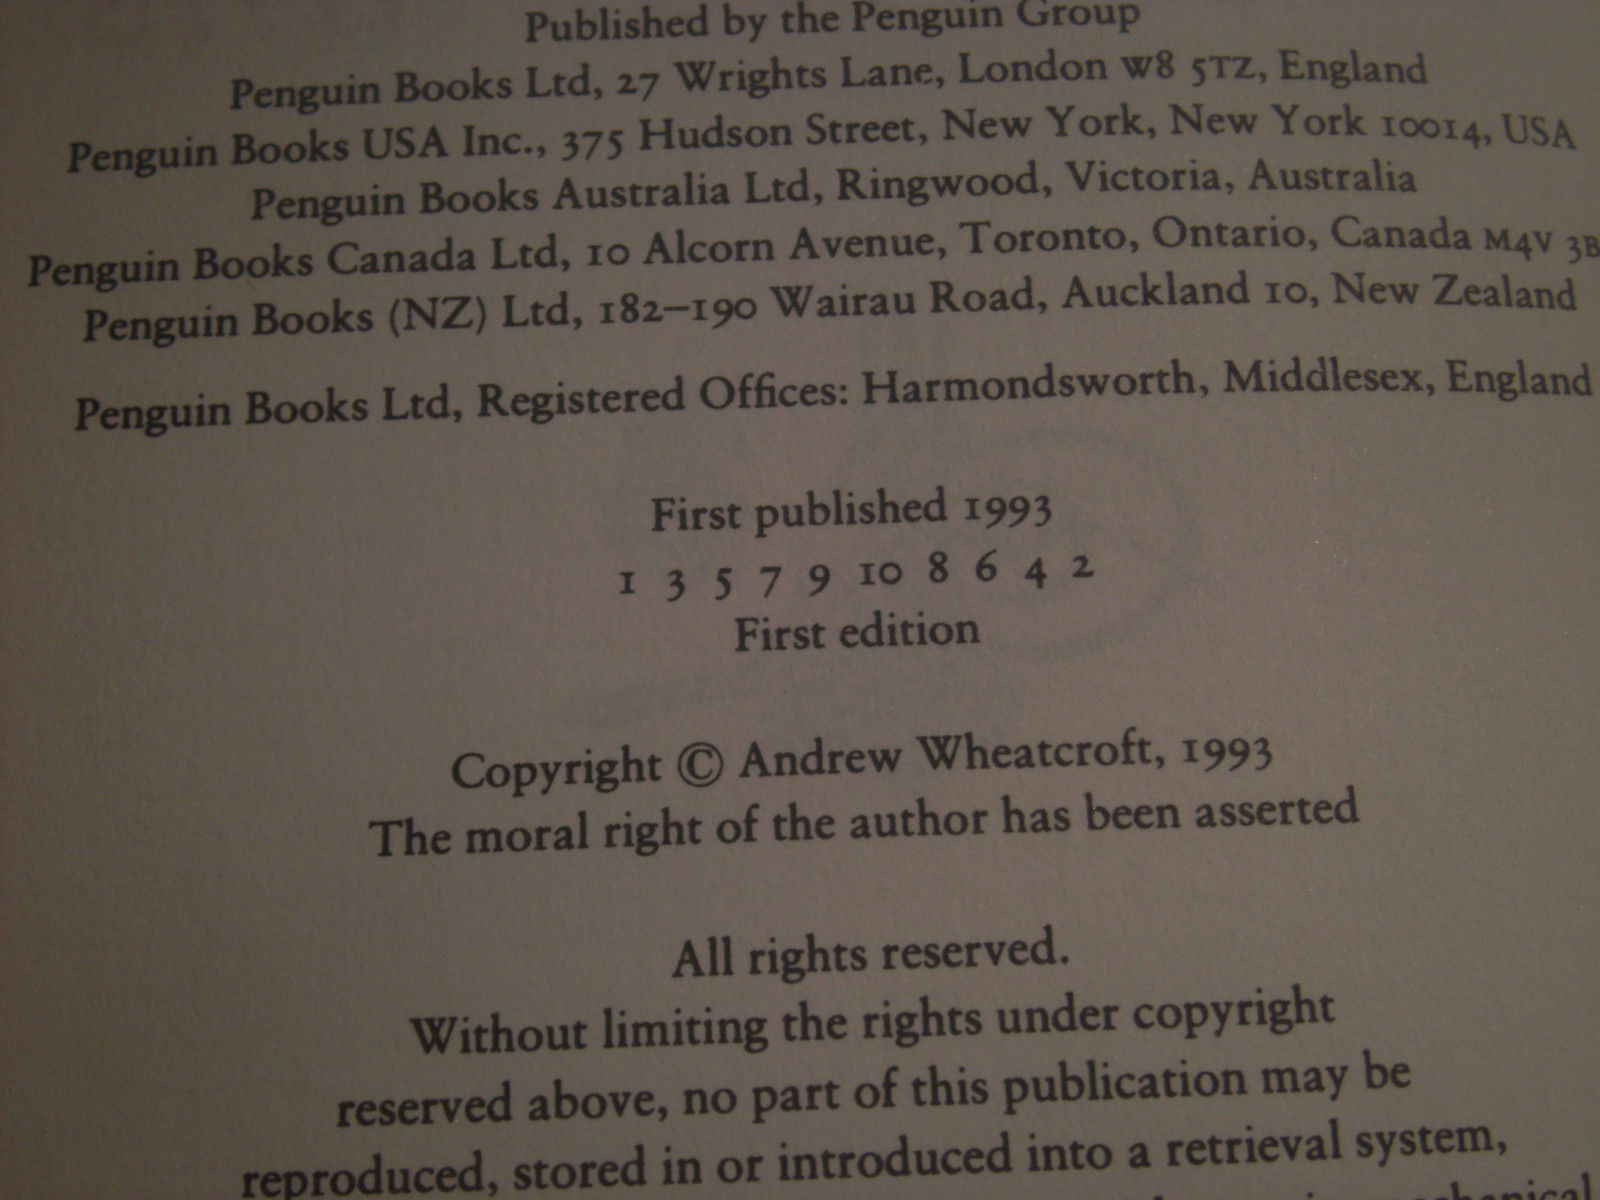 Published by the Penguin Group
Penguin Books Ltd, 27 Wrights Lane, London W8 5TZ, England
Penguin Books USA Inc., 375 Hudson Street, New York, New York 10014, USA
Penguin Books Australia Ltd, Ringwood, Victoria, Australia
Penguin Books Canada Ltd, 10 Alcorn Avenue, Toronto, Ontario, Canada M4V 3B
Penguin Books (NZ) Ltd, 182–190 Wairau Road, Auckland 10, New Zealand
Penguin Books Ltd, Registered Offices: Harmondsworth, Middlesex, England
First published 1993
1 3 5 7 9 10 8 6 4 2
First edition
Copyright © Andrew Wheatcroft, 1993
The moral right of the author has been asserted
All rights reserved.
Without limiting the rights under copyright
reserved above, no part of this publication may be
reproduced, stored in or introduced into a retrieval system,